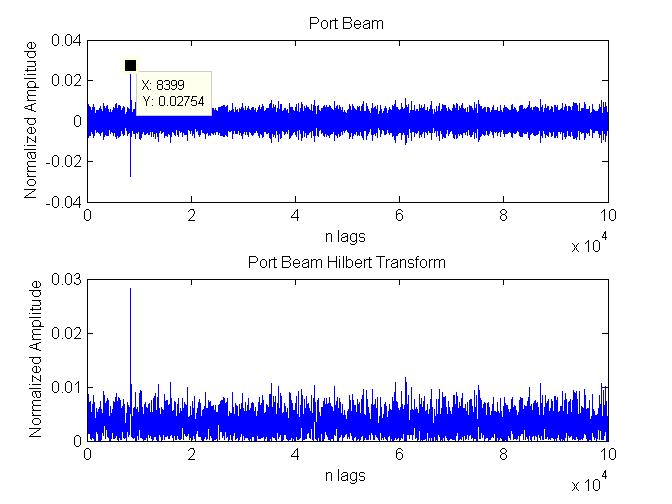 Port Beam
Normalized Amplitude
0.04
0.02
0
-0.02
-0.04
X: 8399
Y: 0.02754
0 2 4 6 8 10
n lags
x 10^4
Port Beam Hilbert Transform
Normalized Amplitude
0.03
0.02
0.01
0
0 2 4 6 8 10
n lags
x 10^4